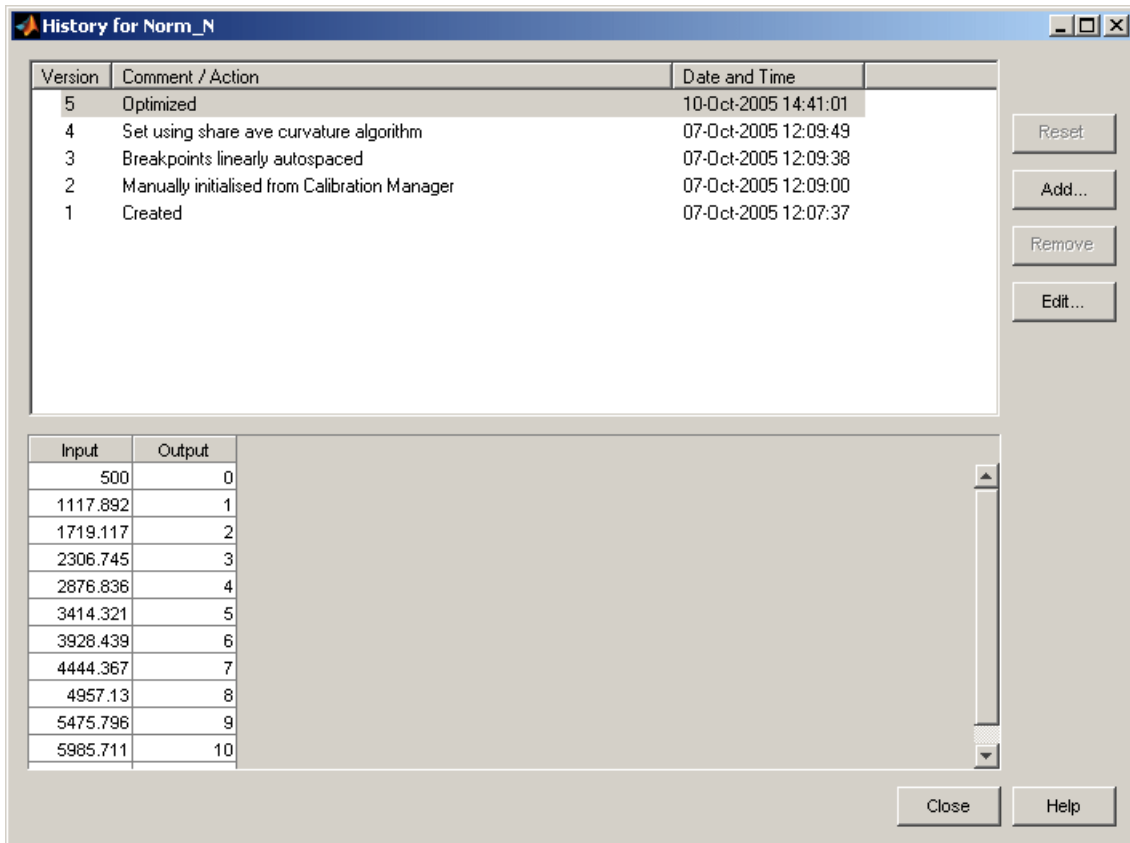 History for Norm_N
Version Comment / Action Date and Time
5 Optimized 10-Oct-2005 14:41:01
4 Set using share ave curvature algorithm 07-Oct-2005 12:09:49
3 Breakpoints linearly autospaced 07-Oct-2005 12:09:38
2 Manually initialised from Calibration Manager 07-Oct-2005 12:09:00
1 Created 07-Oct-2005 12:07:37
Reset
Add...
Remove
Edit...
Input Output
500 0
1117.892 1
1719.117 2
2306.745 3
2876.836 4
3414.321 5
3928.439 6
4444.367 7
4957.13 8
5475.796 9
5985.711 10
Close Help